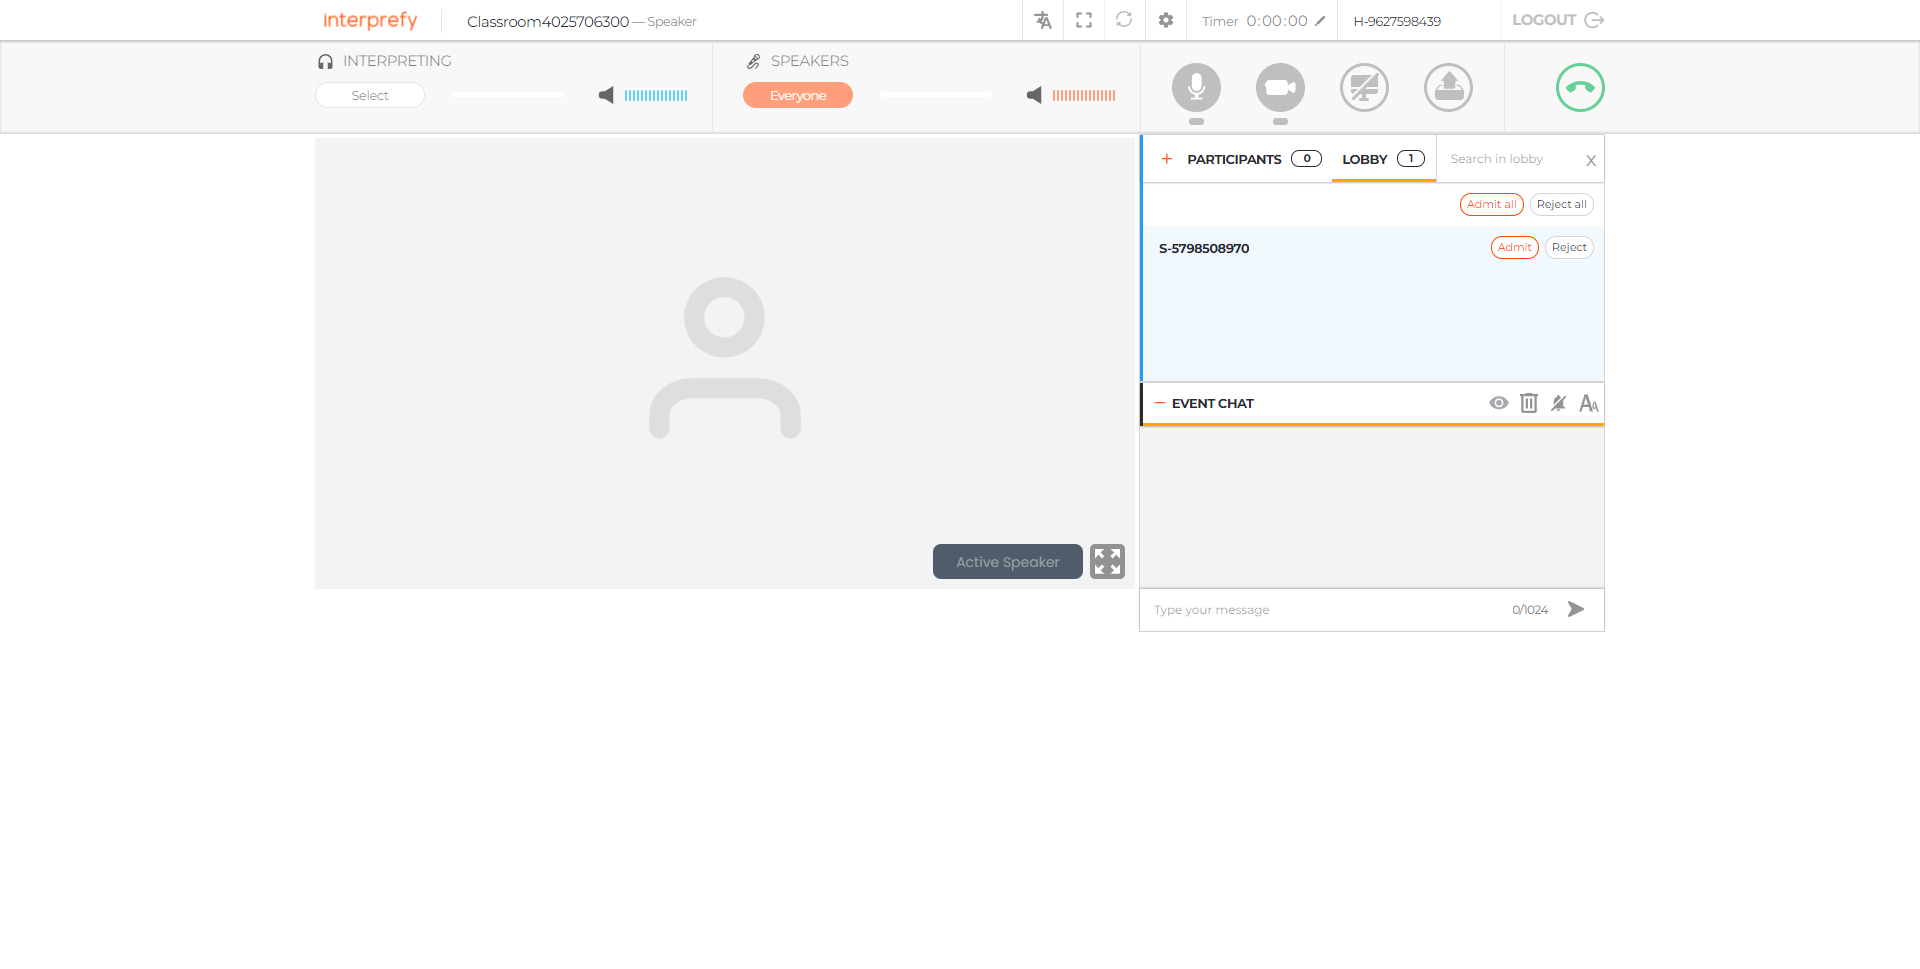 interprefy
Classroom4025706300 — Speaker
Timer 0:00:00
H-9627598439
LOGOUT
INTERPRETING
Select
SPEAKERS
Everyone
+ PARTICIPANTS 0
LOBBY 1
Search in lobby
X
Admit all
Reject all
S-5798508970
Admit
Reject
− EVENT CHAT
AA
Active Speaker
Type your message
0/1024